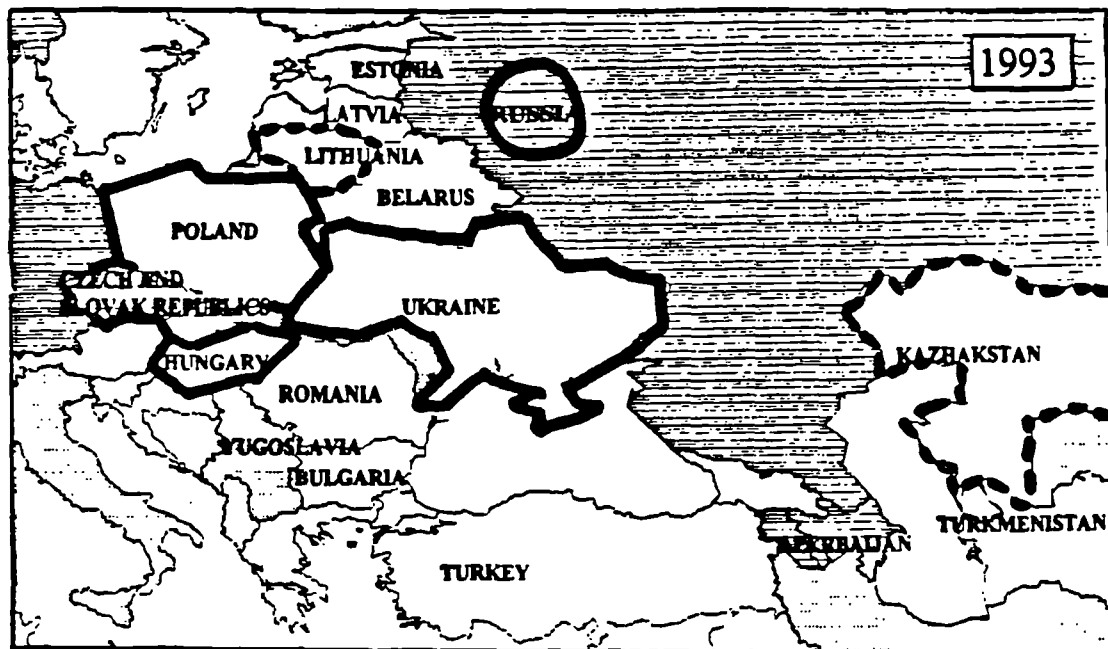 1993
ESTONIA
LATVIA
RUSSIA
LITHUANIA
BELARUS
POLAND
CZECH AND
SLOVAK REPUBLICS
UKRAINE
HUNGARY
KAZHAKSTAN
ROMANIA
YUGOSLAVIA
BULGARIA
TURKMENISTAN
AZERBAIJAN
TURKEY